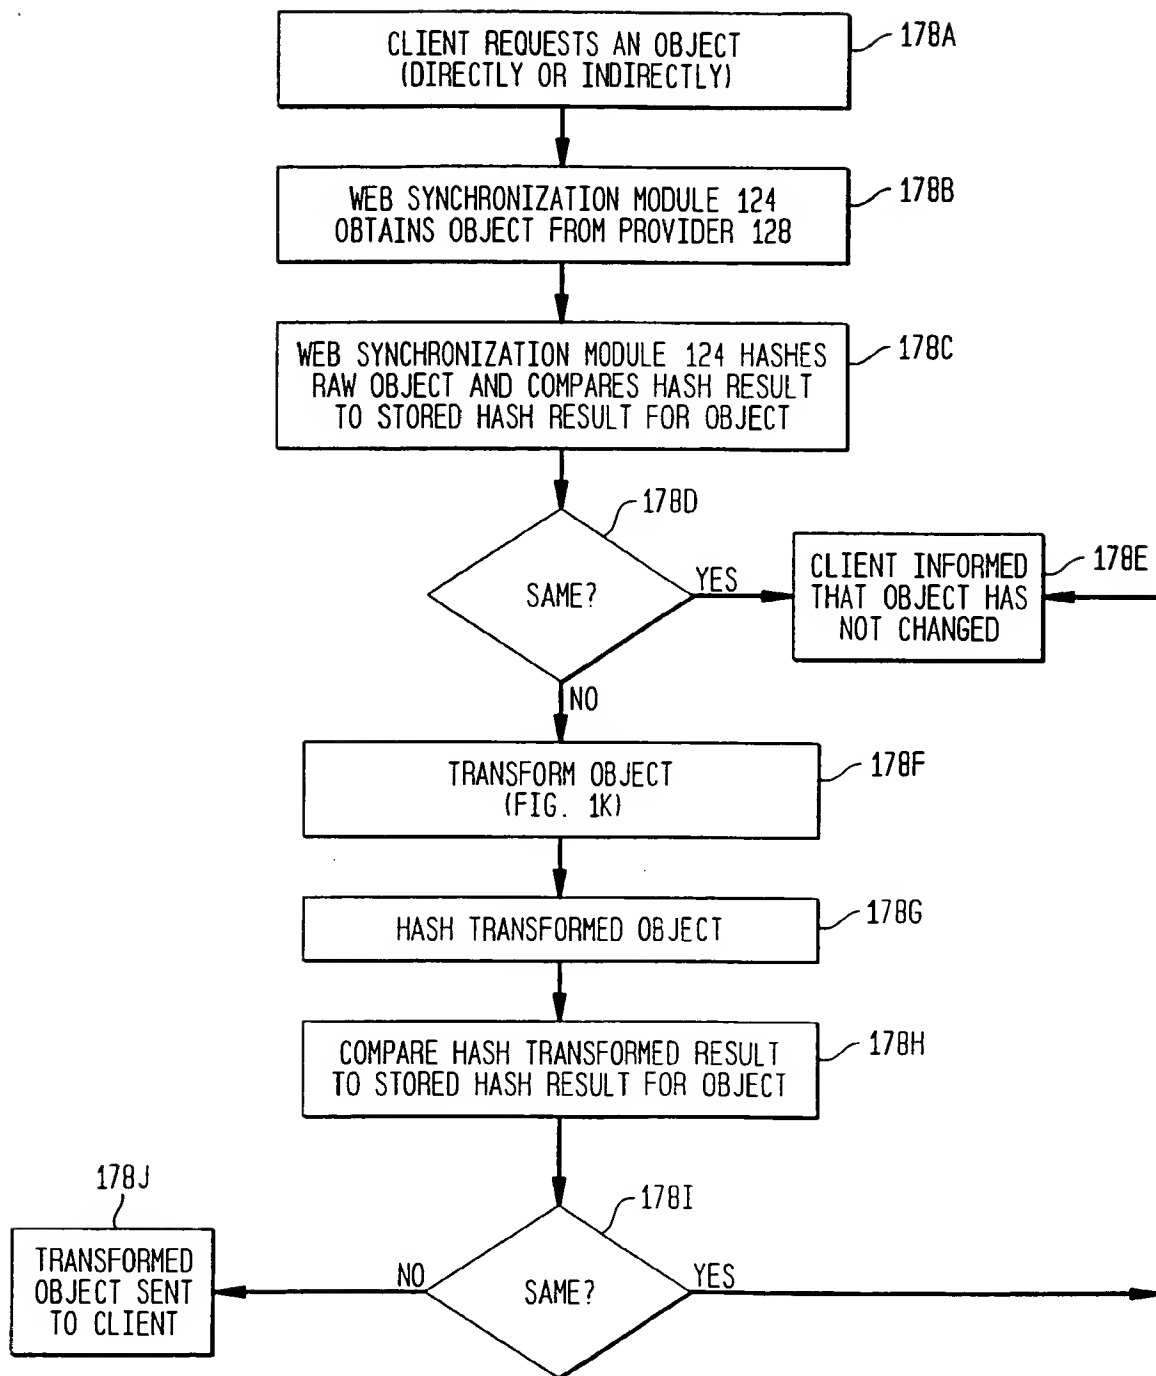 CLIENT REQUESTS AN OBJECT
(DIRECTLY OR INDIRECTLY)
178A
WEB SYNCHRONIZATION MODULE 124
OBTAINS OBJECT FROM PROVIDER 128
178B
WEB SYNCHRONIZATION MODULE 124 HASHES
RAW OBJECT AND COMPARES HASH RESULT
TO STORED HASH RESULT FOR OBJECT
178C
178D
SAME?
YES
NO
CLIENT INFORMED
THAT OBJECT HAS
NOT CHANGED
178E
TRANSFORM OBJECT
(FIG. 1K)
178F
HASH TRANSFORMED OBJECT
178G
COMPARE HASH TRANSFORMED RESULT
TO STORED HASH RESULT FOR OBJECT
178H
178I
SAME?
NO
YES
178J
TRANSFORMED
OBJECT SENT
TO CLIENT